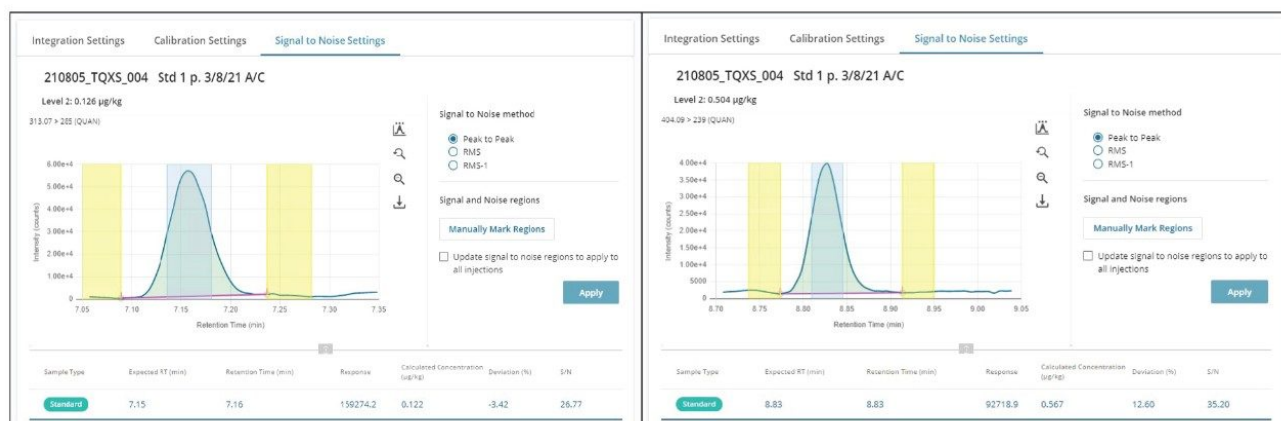 Integration Settings Calibration Settings Signal to Noise Settings
210805_TQXS_004 Std 1 p. 3/8/21 A/C
Level 2: 0.126 µg/kg
313.07 > 285 (QUAN)
Intensity (counts)
6.00e+4
5.00e+4
4.00e+4
3.00e+4
2.00e+4
1.00e+4
0
7.05 7.10 7.15 7.20 7.25 7.30 7.35
Retention Time (min)
Signal to Noise method
Peak to Peak
RMS
RMS-1
Signal and Noise regions
Manually Mark Regions
Update signal to noise regions to apply to
all injections
Apply
Sample Type Expected RT (min) Retention Time (min) Response Calculated Concentration (µg/kg) Deviation (%) S/N
Standard 7.15 7.16 159274.2 0.122 -3.42 26.77
Integration Settings Calibration Settings Signal to Noise Settings
210805_TQXS_004 Std 1 p. 3/8/21 A/C
Level 2: 0.504 µg/kg
404.09 > 239 (QUAN)
Intensity (counts)
4.00e+4
3.50e+4
3.00e+4
2.50e+4
2.00e+4
1.50e+4
1.00e+4
5000
0
8.70 8.75 8.80 8.85 8.90 8.95 9.00 9.05
Retention Time (min)
Signal to Noise method
Peak to Peak
RMS
RMS-1
Signal and Noise regions
Manually Mark Regions
Update signal to noise regions to apply to
all injections
Apply
Sample Type Expected RT (min) Retention Time (min) Response Calculated Concentration (µg/kg) Deviation (%) S/N
Standard 8.83 8.83 92718.9 0.567 12.60 35.20